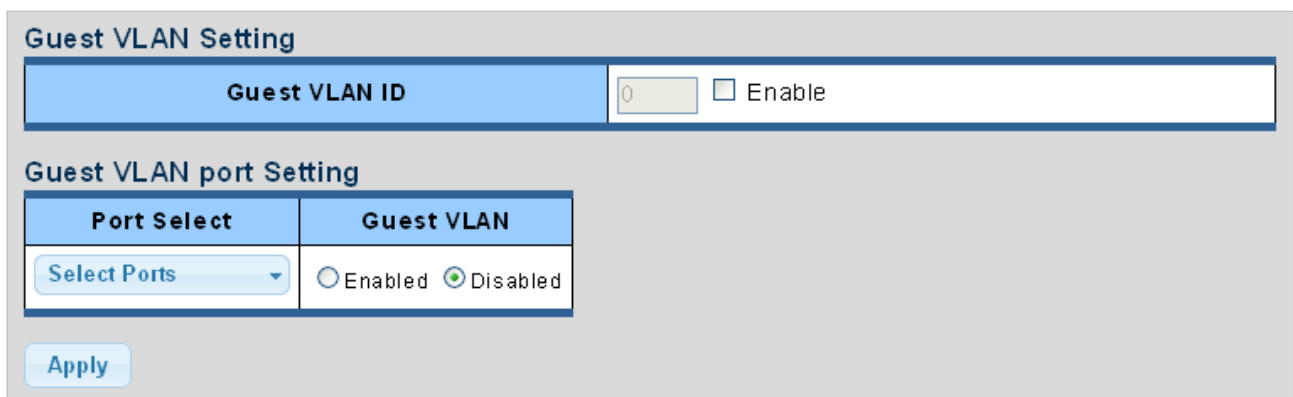 Guest VLAN Setting
Guest VLAN ID 0 Enable
Guest VLAN port Setting
Port Select Guest VLAN
Select Ports Enabled Disabled
Apply